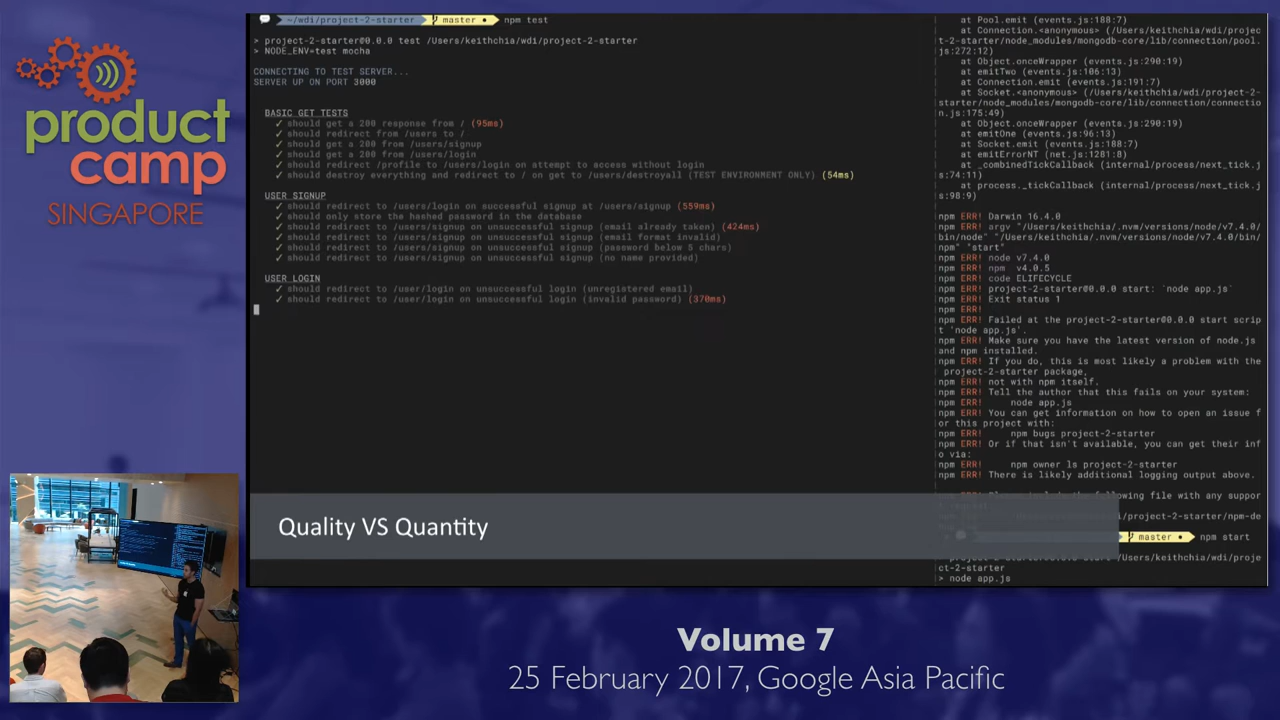 product
camp
SINGAPORE
~/wdi/project-2-starter master • npm test
> project-2-starter@0.0.0 test /Users/keithchia/wdi/project-2-starter
> NODE_ENV=test mocha
CONNECTING TO TEST SERVER...
SERVER UP ON PORT 3000
BASIC GET TESTS
✓ should get a 200 response from / (95ms)
✓ should redirect from /users to /
✓ should get a 200 from /users/signup
✓ should get a 200 from /users/login
✓ should redirect /profile to /users/login on attempt to access without login
✓ should destroy everything and redirect to / on get to /users/destroyall (TEST ENVIRONMENT ONLY) (54ms)
USER SIGNUP
✓ should redirect to /users/login on successful signup at /users/signup (559ms)
✓ should only store the hashed password in the database
✓ should redirect to /users/signup on unsuccessful signup (email already taken) (424ms)
✓ should redirect to /users/signup on unsuccessful signup (email format invalid)
✓ should redirect to /users/signup on unsuccessful signup (password below 5 chars)
✓ should redirect to /users/signup on unsuccessful signup (no name provided)
USER LOGIN
✓ should redirect to /user/login on unsuccessful login (unregistered email)
✓ should redirect to /user/login on unsuccessful login (invalid password) (370ms)
at Pool.emit (events.js:188:7)
at Connection.<anonymous> (/Users/keithchia/wdi/projec
t-2-starter/node_modules/mongodb-core/lib/connection/pool.
js:272:12)
at Object.onceWrapper (events.js:290:19)
at emitTwo (events.js:106:13)
at Connection.emit (events.js:191:7)
at Socket.<anonymous> (/Users/keithchia/wdi/project-2-
starter/node_modules/mongodb-core/lib/connection/connectio
n.js:175:49)
at Object.onceWrapper (events.js:290:19)
at emitOne (events.js:96:13)
at Socket.emit (events.js:188:7)
at emitErrorNT (net.js:1281:8)
at _combinedTickCallback (internal/process/next_tick.j
s:74:11)
at process._tickCallback (internal/process/next_tick.j
s:98:9)
npm ERR! Darwin 16.4.0
npm ERR! argv "/Users/keithchia/.nvm/versions/node/v7.4.0/
bin/node" "/Users/keithchia/.nvm/versions/node/v7.4.0/bin/
npm" "start"
npm ERR! node v7.4.0
npm ERR! npm v4.0.5
npm ERR! code ELIFECYCLE
npm ERR! project-2-starter@0.0.0 start: `node app.js`
npm ERR! Exit status 1
npm ERR!
npm ERR! Failed at the project-2-starter@0.0.0 start scrip
t 'node app.js'.
npm ERR! Make sure you have the latest version of node.js
and npm installed.
npm ERR! If you do, this is most likely a problem with the
project-2-starter package,
npm ERR! not with npm itself.
npm ERR! Tell the author that this fails on your system:
npm ERR! node app.js
npm ERR! You can get information on how to open an issue f
or this project with:
npm ERR! npm bugs project-2-starter
npm ERR! Or if that isn't available, you can get their inf
o via:
npm ERR! npm owner ls project-2-starter
npm ERR! There is likely additional logging output above.
following file with any suppor
/project-2-starter/npm-de
master • npm start
ct-2-starter
> node app.js
Quality VS Quantity
Volume 7
25 February 2017, Google Asia Pacific